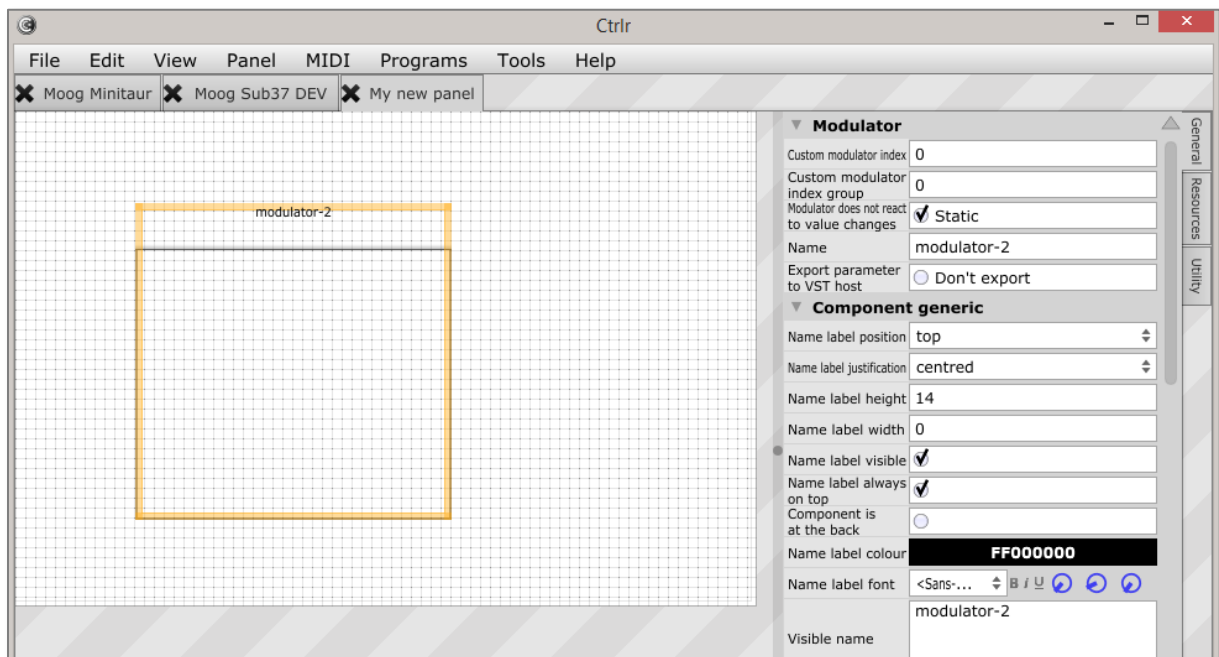 Ctrlr
File Edit View Panel MIDI Programs Tools Help
Moog Minitaur Moog Sub37 DEV My new panel
modulator-2
Modulator
Custom modulator index 0
Custom modulator
index group
0
Modulator does not react
to value changes
Static
Name modulator-2
Export parameter
to VST host
Don't export
Component generic
Name label position top
Name label justification centred
Name label height 14
Name label width 0
Name label visible
Name label always
on top
Component is
at the back
Name label colour FF000000
Name label font <Sans-... B i U
Visible name modulator-2
General
Resources
Utility